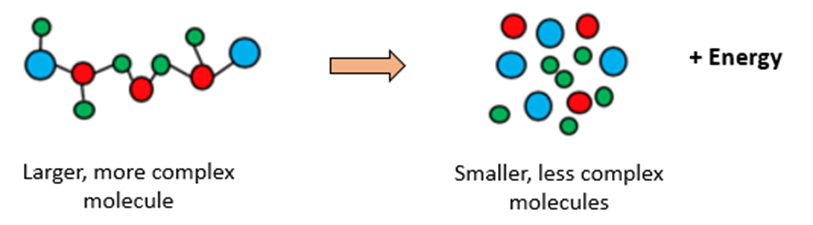 + Energy
Larger, more complex
molecule
Smaller, less complex
molecules